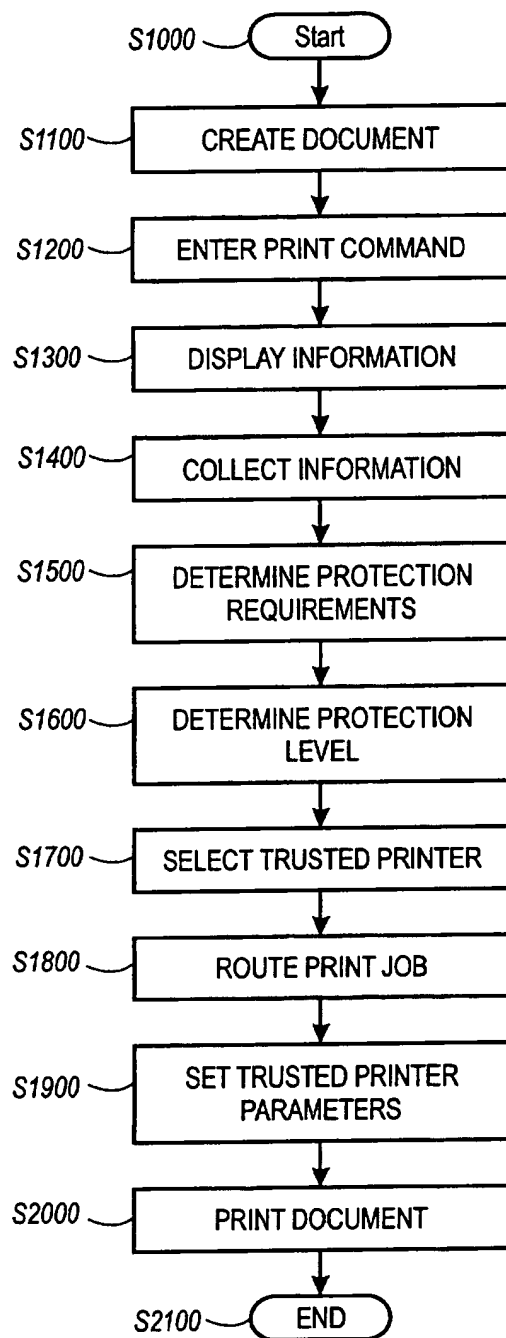 S1000 Start
S1100 CREATE DOCUMENT
S1200 ENTER PRINT COMMAND
S1300 DISPLAY INFORMATION
S1400 COLLECT INFORMATION
S1500 DETERMINE PROTECTION
REQUIREMENTS
S1600 DETERMINE PROTECTION
LEVEL
S1700 SELECT TRUSTED PRINTER
S1800 ROUTE PRINT JOB
S1900 SET TRUSTED PRINTER
PARAMETERS
S2000 PRINT DOCUMENT
S2100 END